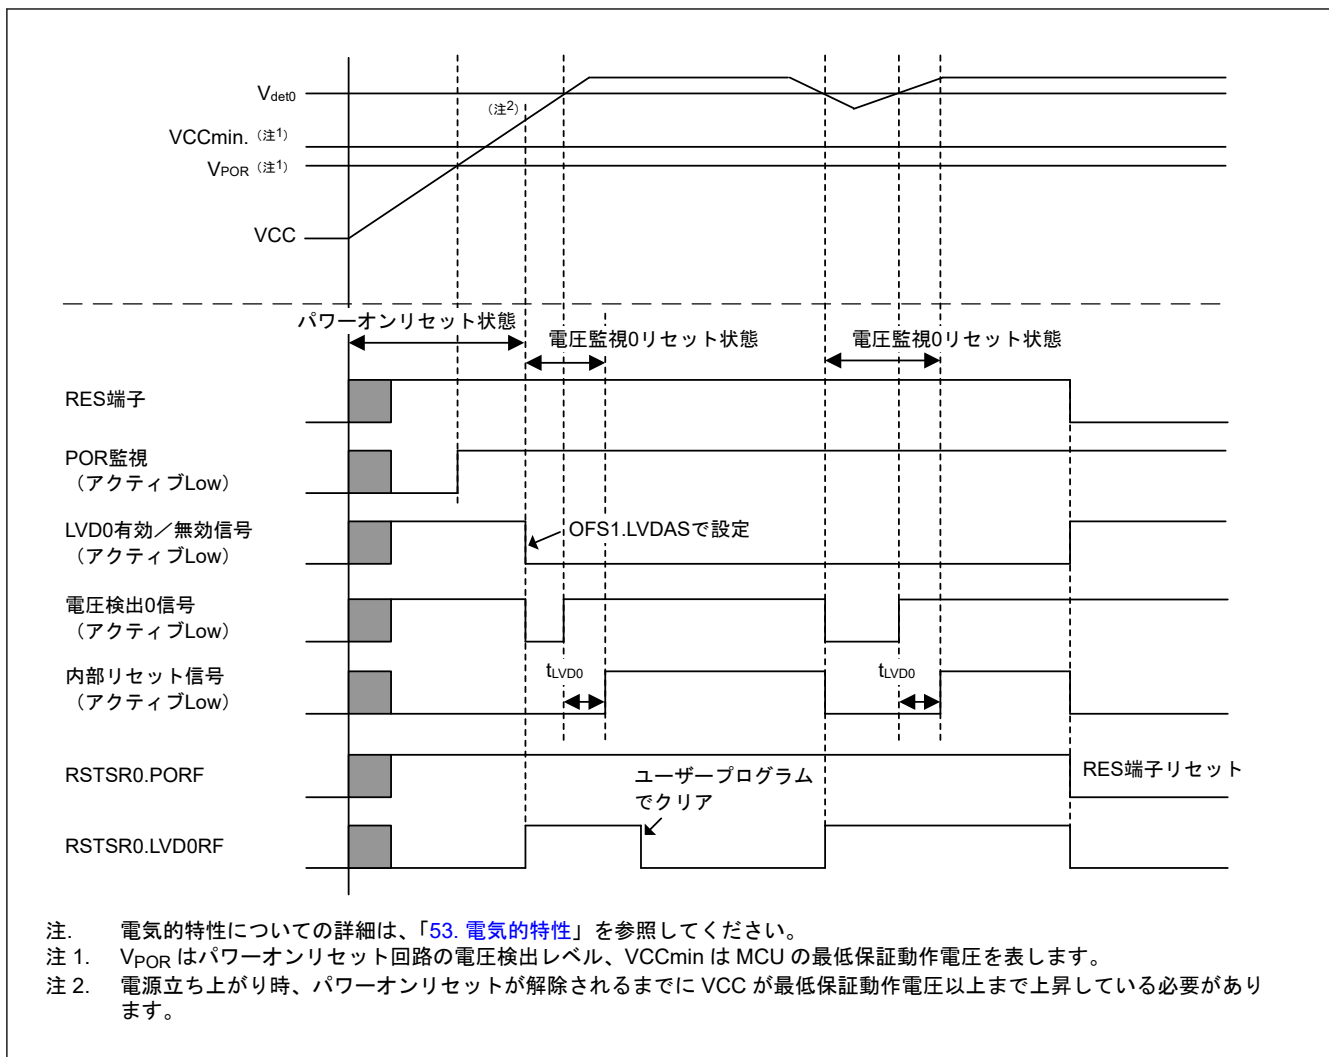 Vdet0
(注2)
VCCmin. (注1)
VPOR (注1)
VCC
パワーオンリセット状態
電圧監視0リセット状態
電圧監視0リセット状態
RES端子
POR監視
(アクティブLow)
LVD0有効／無効信号
(アクティブLow)
OFS1.LVDASで設定
電圧検出0信号
(アクティブLow)
内部リセット信号
(アクティブLow)
tLVD0
tLVD0
RSTSR0.PORF
ユーザープログラム
でクリア
RES端子リセット
RSTSR0.LVD0RF
注. 電気的特性についての詳細は、「53. 電気的特性」を参照してください。
注 1. VPOR はパワーオンリセット回路の電圧検出レベル、VCCmin は MCU の最低保証動作電圧を表します。
注 2. 電源立ち上がり時、パワーオンリセットが解除されるまでに VCC が最低保証動作電圧以上まで上昇している必要があり
ます。